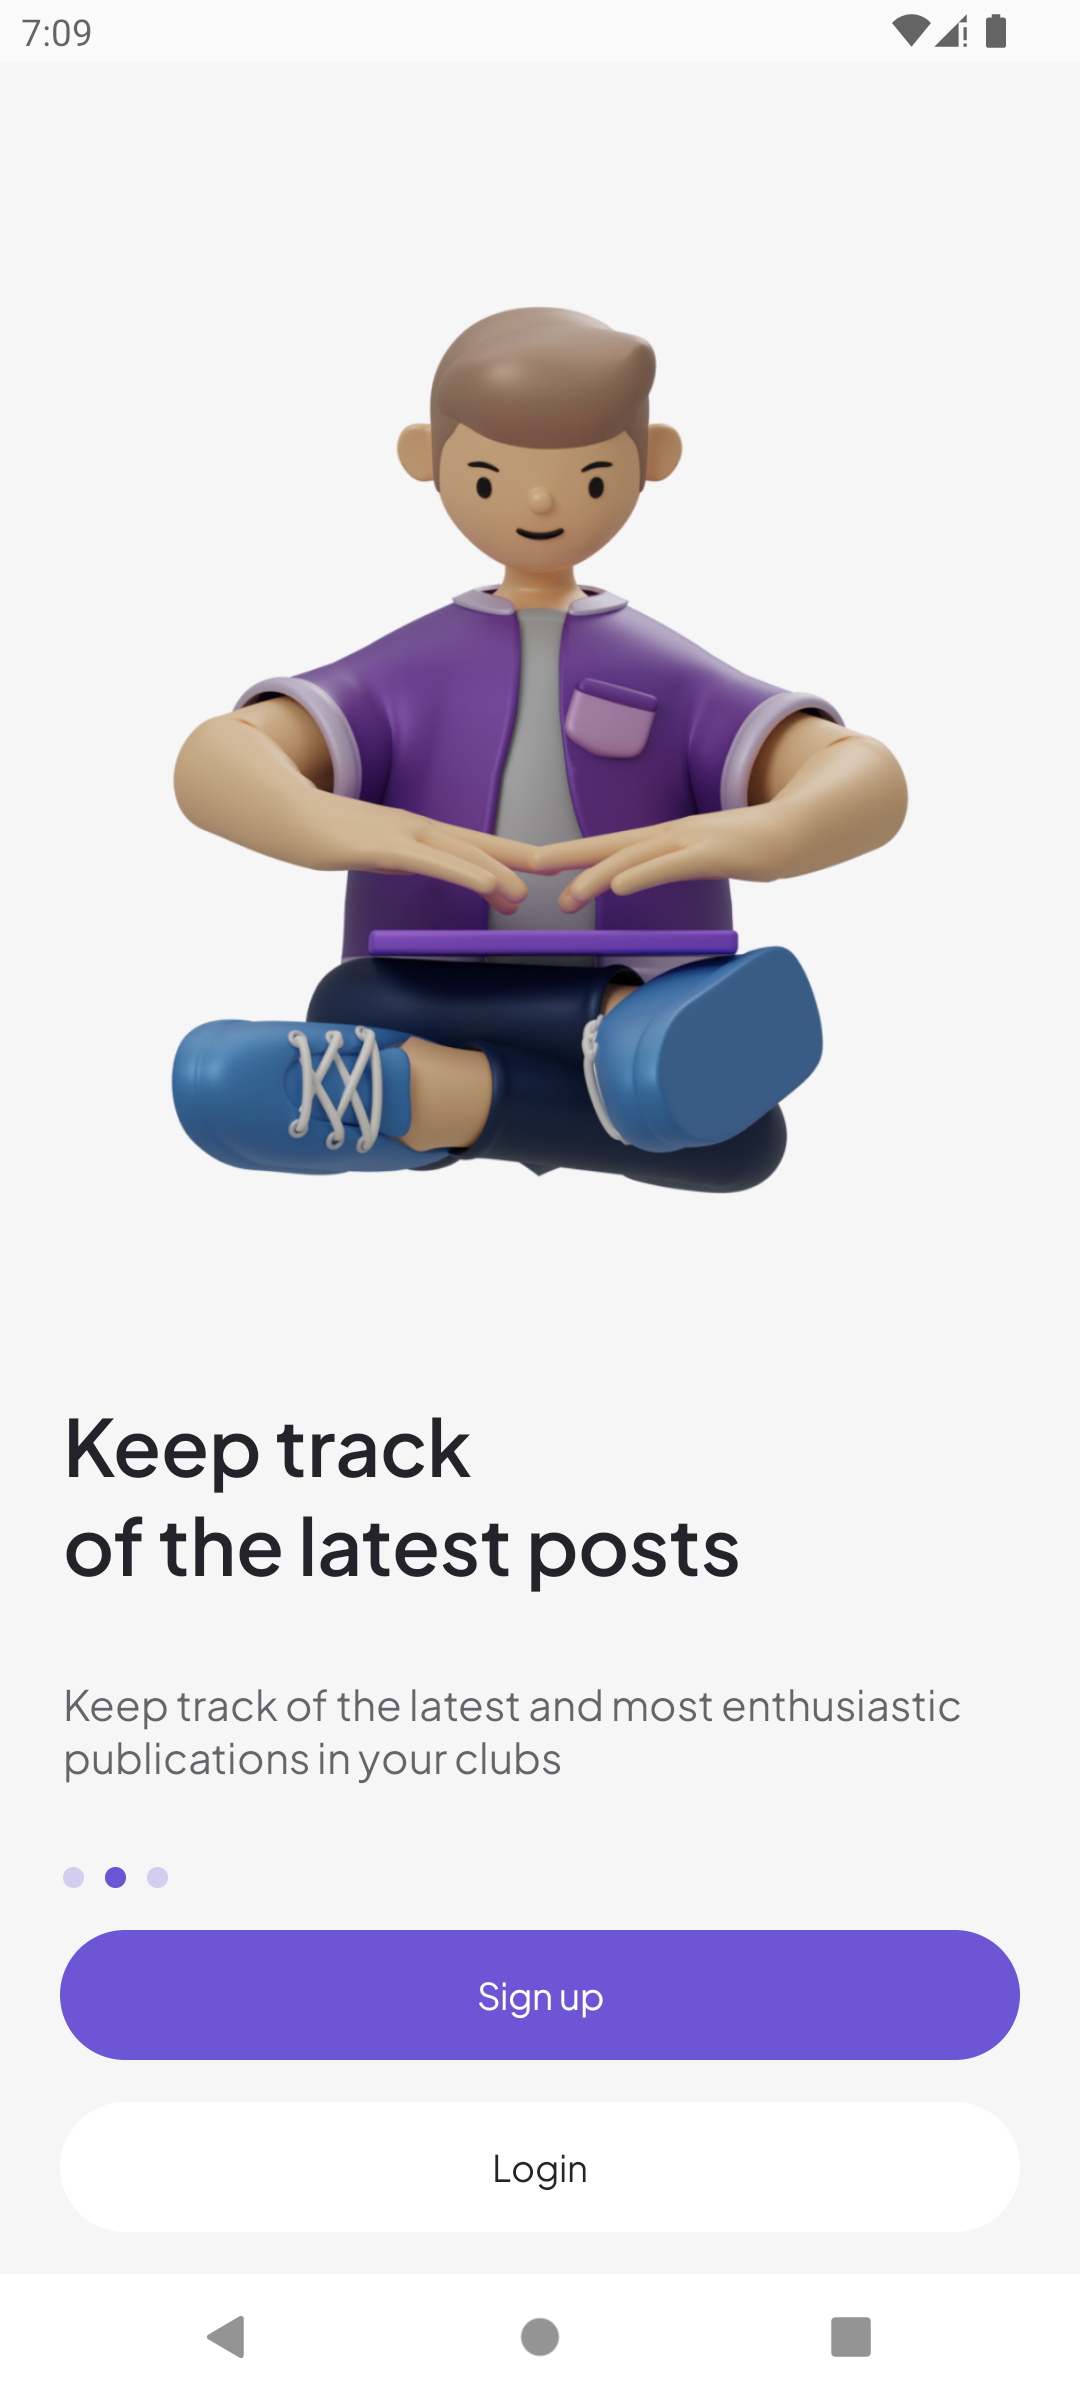 7:09
Keep track
of the latest posts
Keep track of the latest and most enthusiastic
publications in your clubs
Sign up
Login